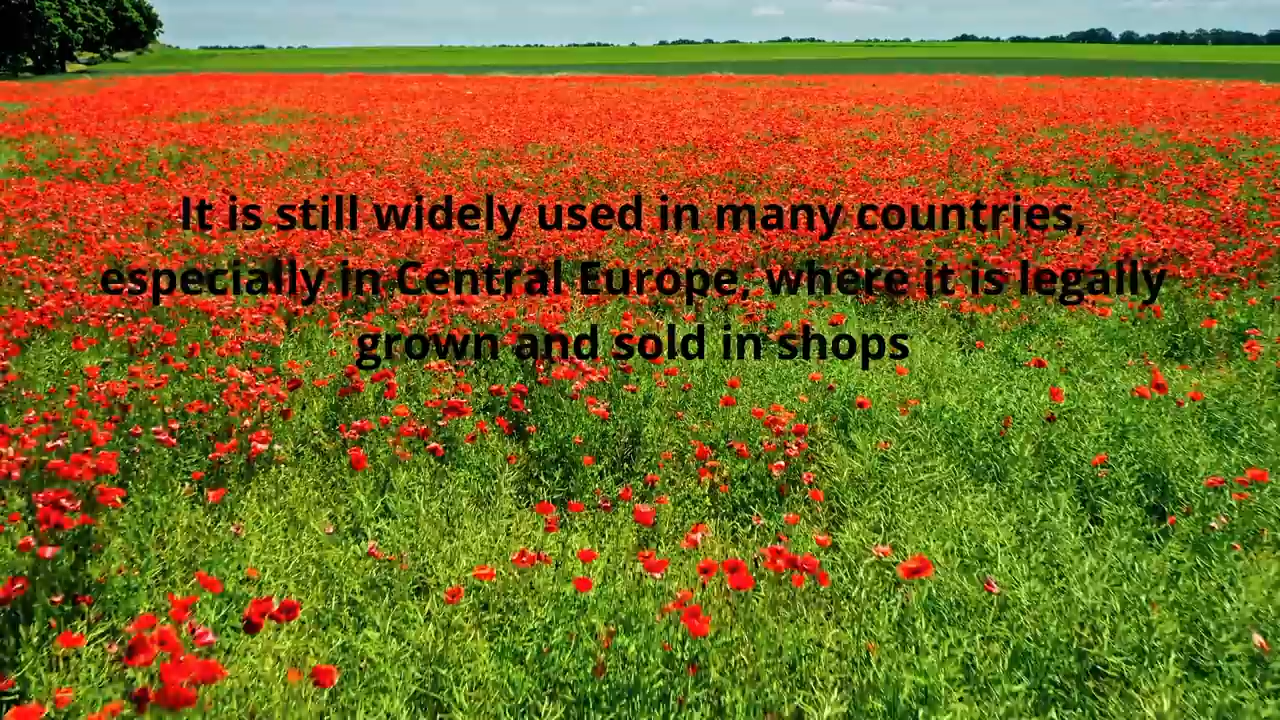 It is still widely used in many countries,
especially in Central Europe, where it is legally
grown and sold in shops